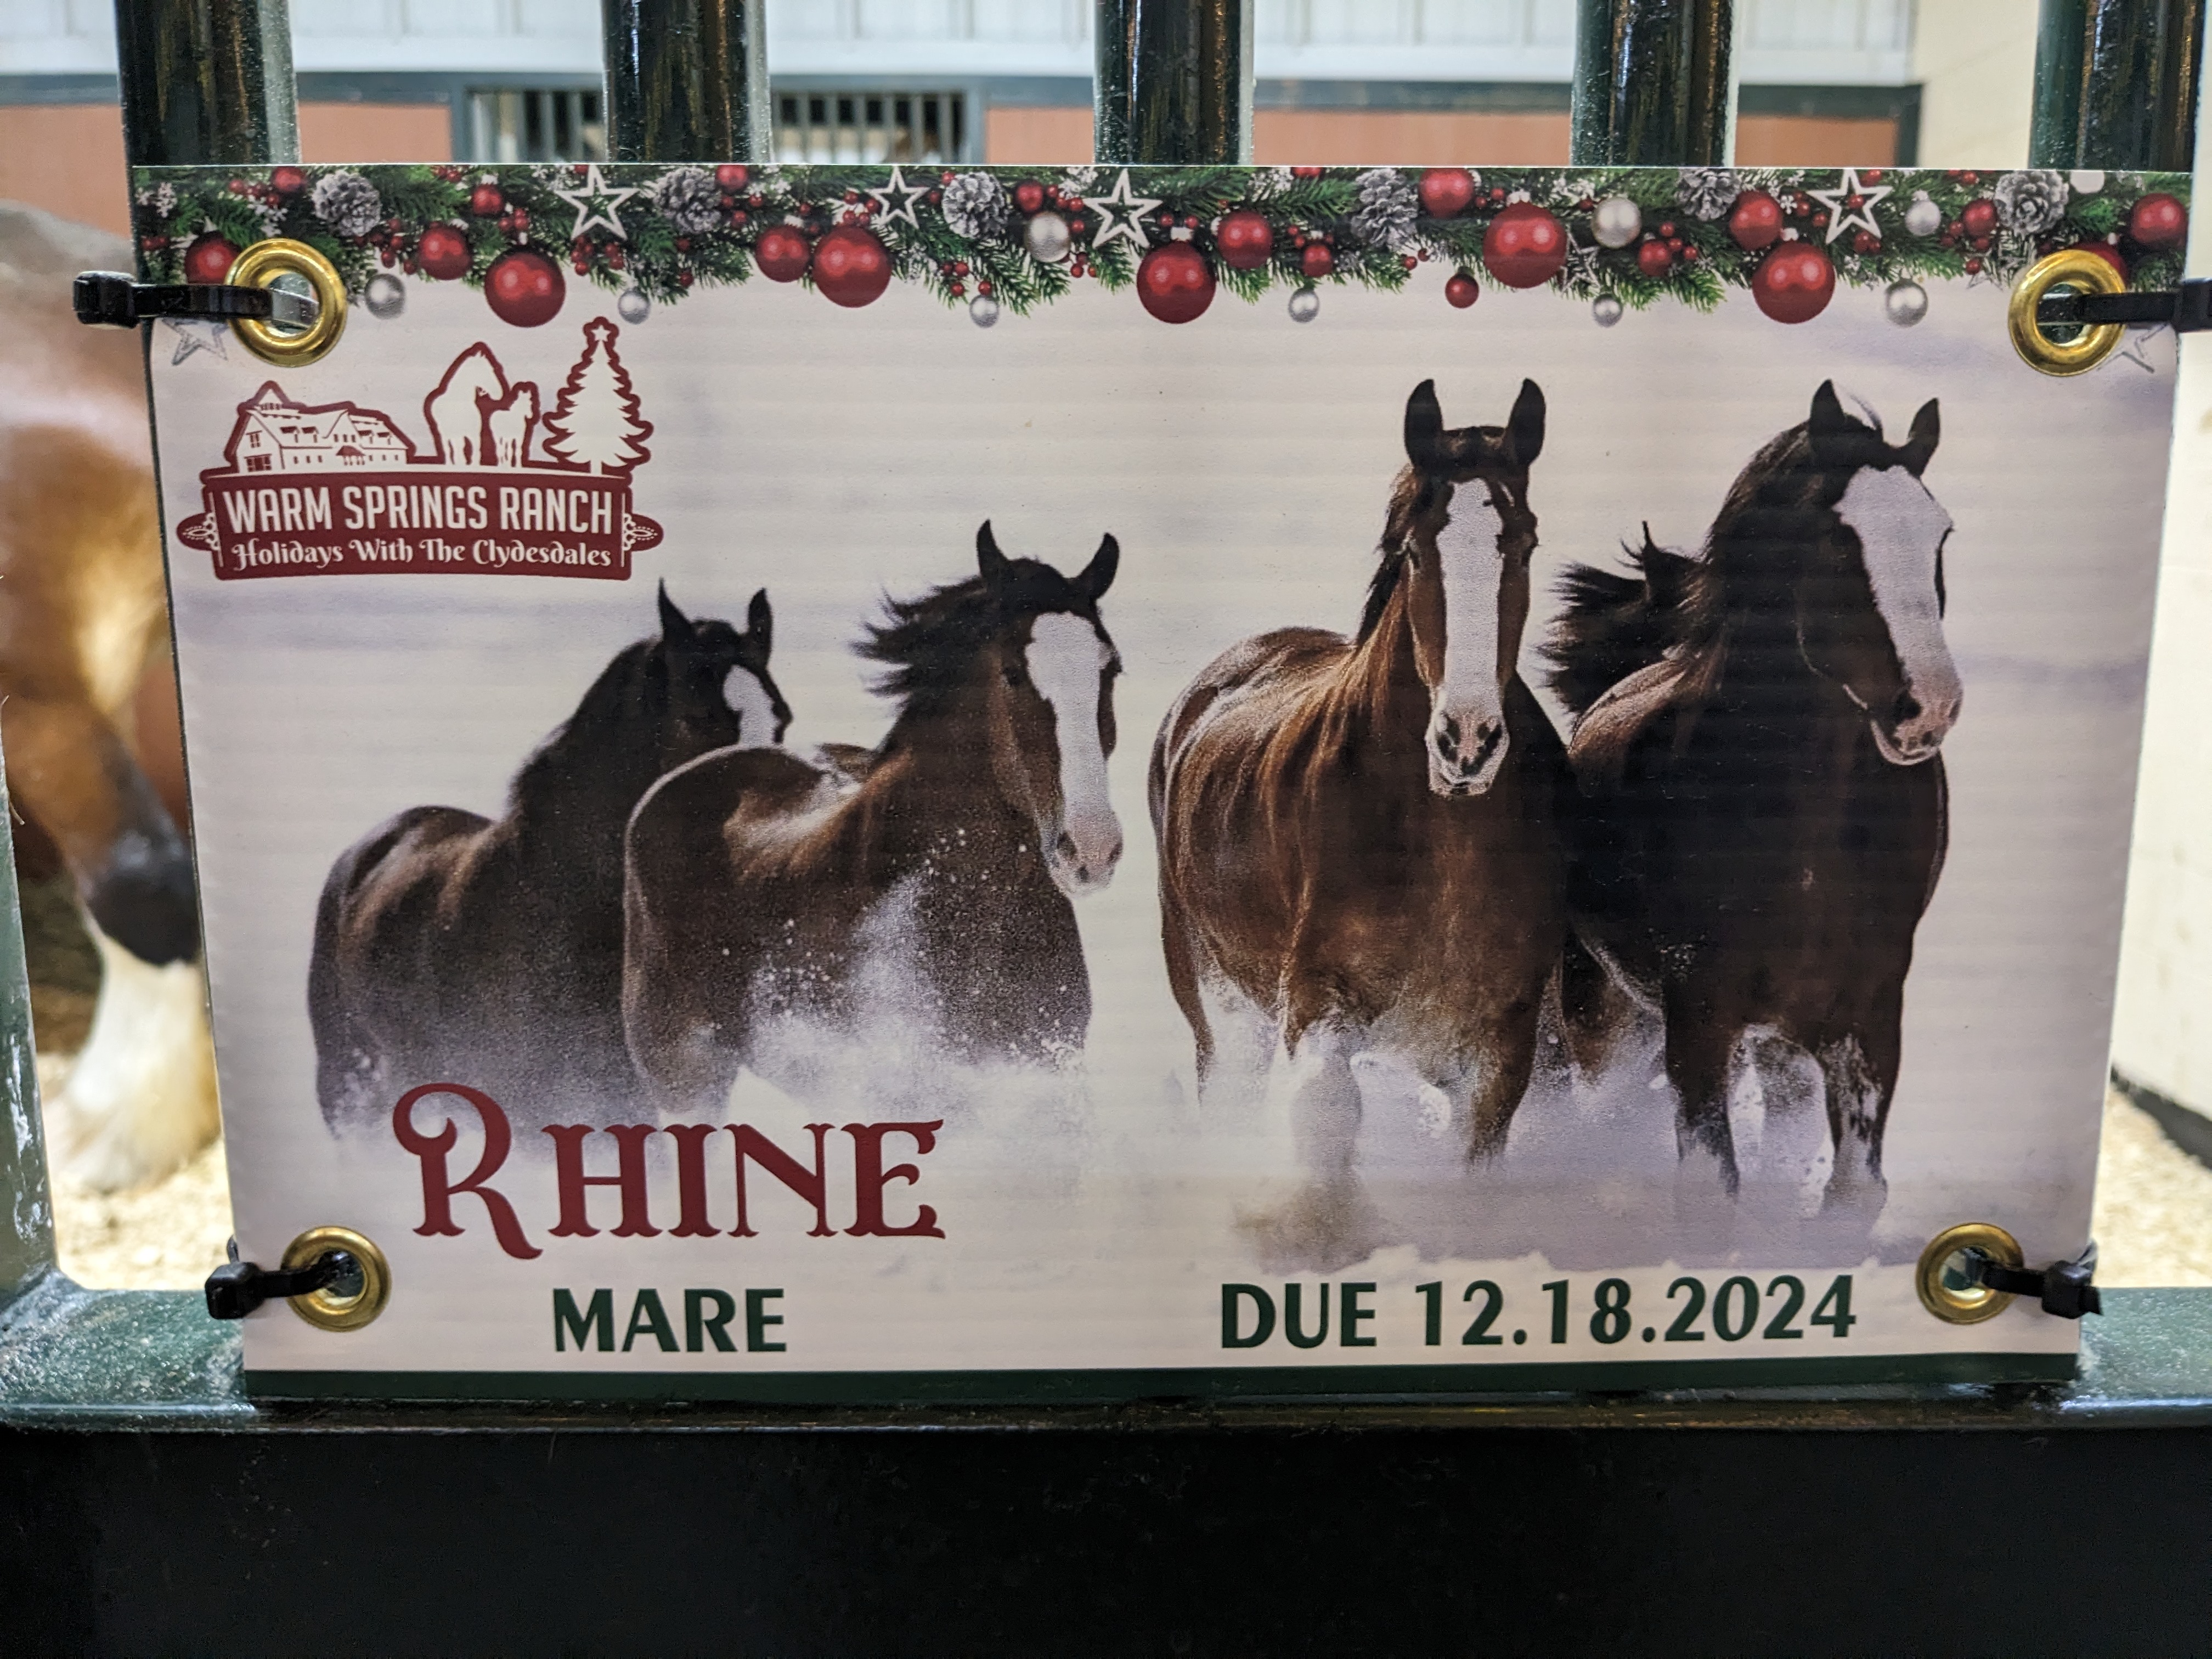 WARM SPRINGS RANCH
Holidays With The Clydesdales
RHINE
MARE
DUE 12.18.2024